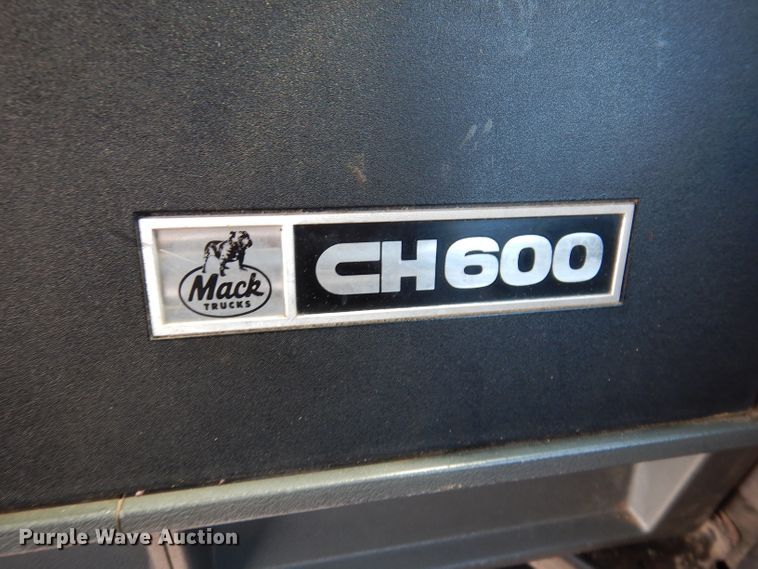 Mack
TRUCKS
CH600
Purple Wave Auction